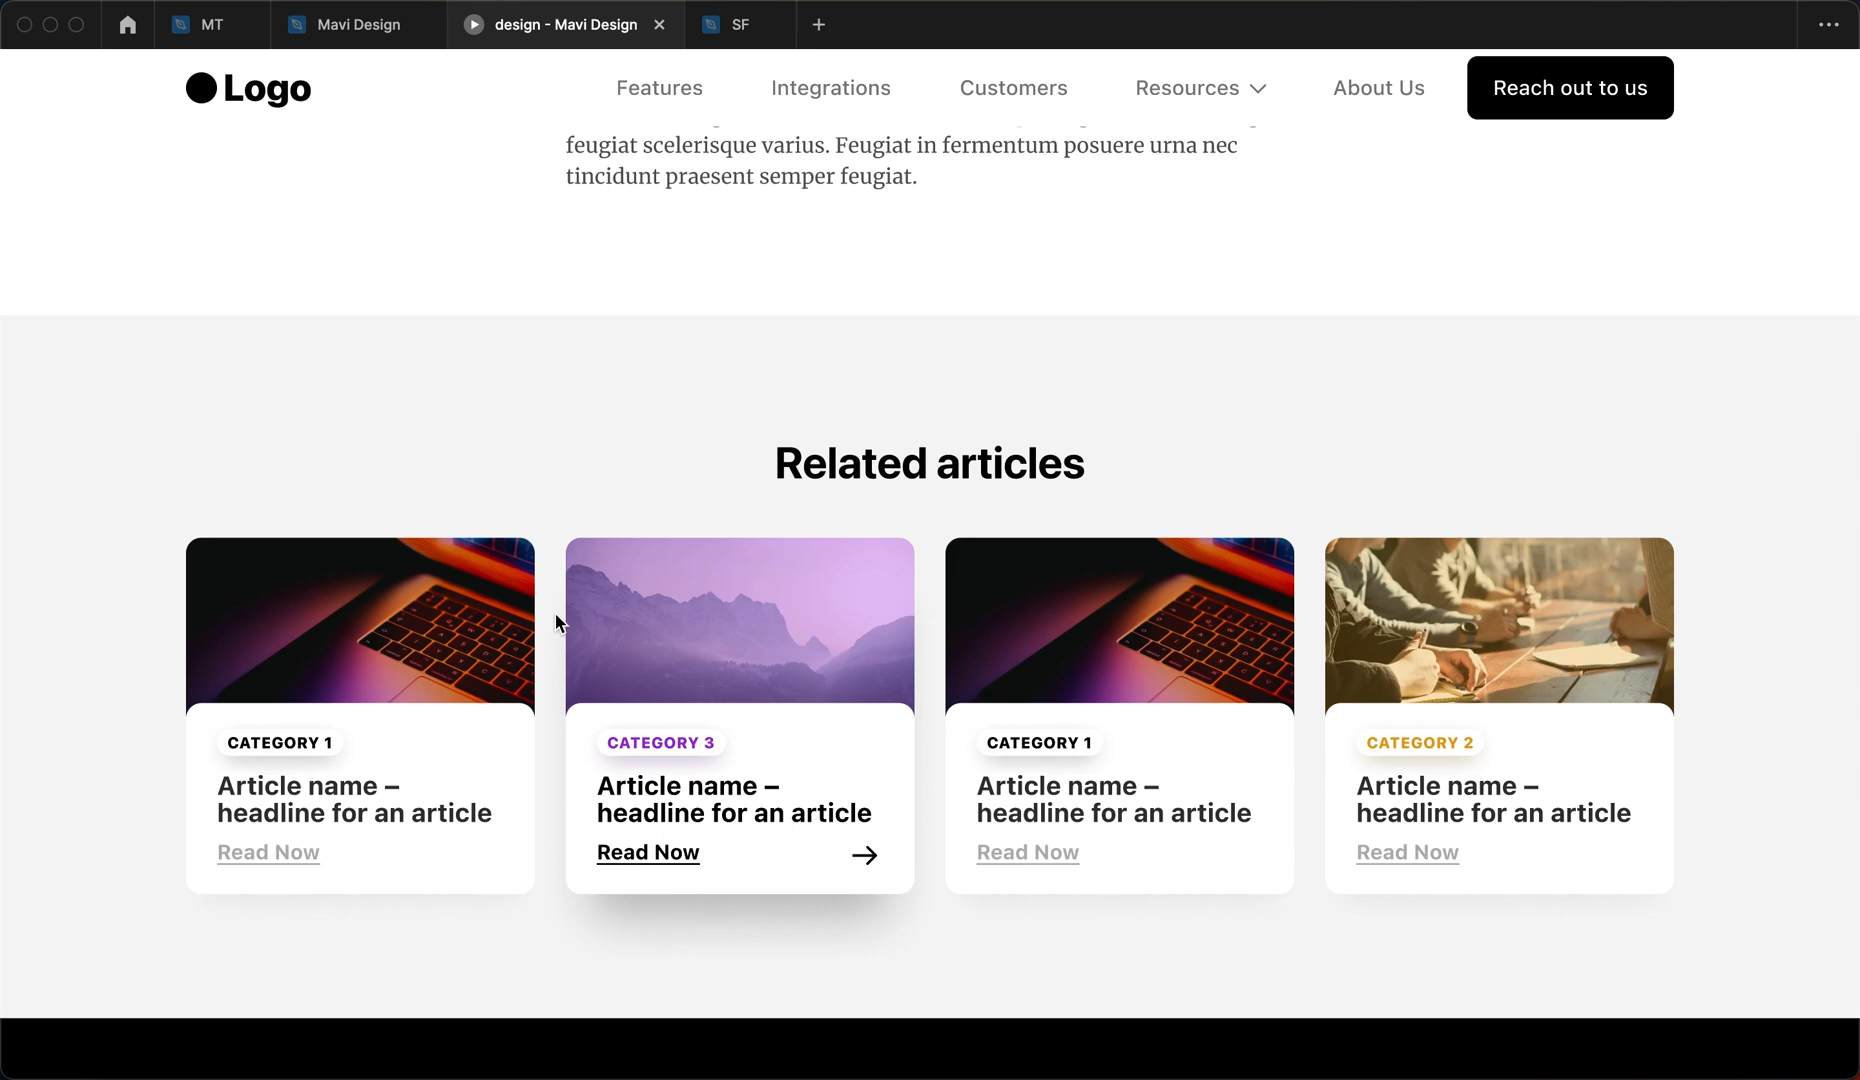 MT
Mavi Design
design - Mavi Design
SF
Logo
Features
Integrations
Customers
Resources
About Us
Reach out to us
feugiat scelerisque varius. Feugiat in fermentum posuere urna nec
tincidunt praesent semper feugiat.
Related articles
CATEGORY 1
Article name –
headline for an article
Read Now
CATEGORY 3
Article name –
headline for an article
Read Now
CATEGORY 1
Article name –
headline for an article
Read Now
CATEGORY 2
Article name –
headline for an article
Read Now